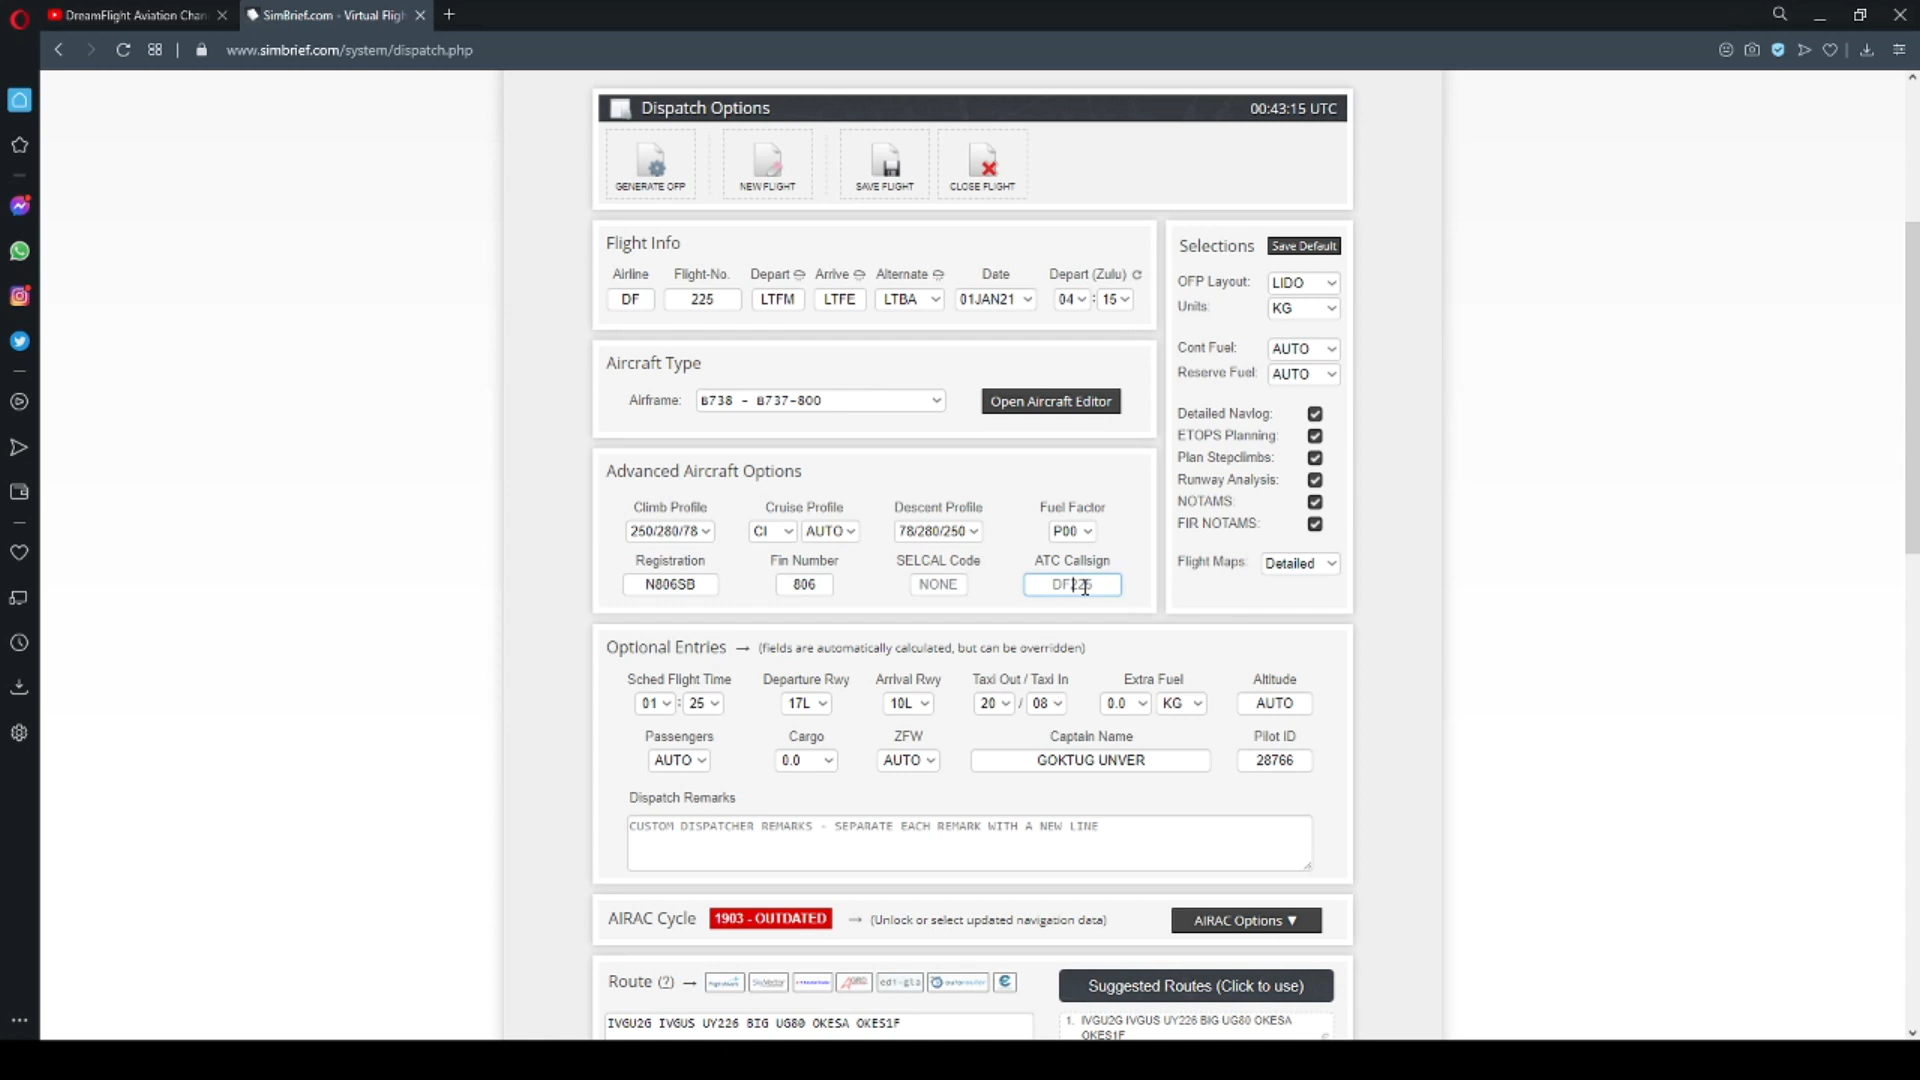 DreamFlight Aviation Chan
SimBrief.com - Virtual Fligh
www.simbrief.com/system/dispatch.php
Dispatch Options
00:43:15 UTC
GENERATE OFP
NEW FLIGHT
SAVE FLIGHT
CLOSE FLIGHT
Flight Info
Airline Flight-No. Depart Arrive Alternate Date Depart (Zulu)
DF 225 LTFM LTFE LTBA 01JAN21 04 : 15
Selections Save Default
OFP Layout: LIDO
Units: KG
Cont Fuel: AUTO
Reserve Fuel: AUTO
Detailed Navlog:
ETOPS Planning:
Plan Stepclimbs:
Runway Analysis:
NOTAMS:
FIR NOTAMS:
Flight Maps: Detailed
Aircraft Type
Airframe: B738 - B737-800 Open Aircraft Editor
Advanced Aircraft Options
Climb Profile Cruise Profile Descent Profile Fuel Factor
250/280/78 CI AUTO 78/280/250 P00
Registration Fin Number SELCAL Code ATC Callsign
N806SB 806 NONE DF225
Optional Entries → (fields are automatically calculated, but can be overridden)
Sched Flight Time Departure Rwy Arrival Rwy Taxi Out / Taxi In Extra Fuel Altitude
01 : 25 17L 10L 20 / 08 0.0 KG AUTO
Passengers Cargo ZFW Captain Name Pilot ID
AUTO 0.0 AUTO GOKTUG UNVER 28766
Dispatch Remarks
CUSTOM DISPATCHER REMARKS - SEPARATE EACH REMARK WITH A NEW LINE
AIRAC Cycle 1903 - OUTDATED → (Unlock or select updated navigation data) AIRAC Options ▼
Route (?) → SkyVector edi-gla autorouter
Suggested Routes (Click to use)
IVGU2G IVGUS UY226 BIG UG80 OKESA OKES1F
1. IVGU2G IVGUS UY226 BIG UG80 OKESA
OKES1F